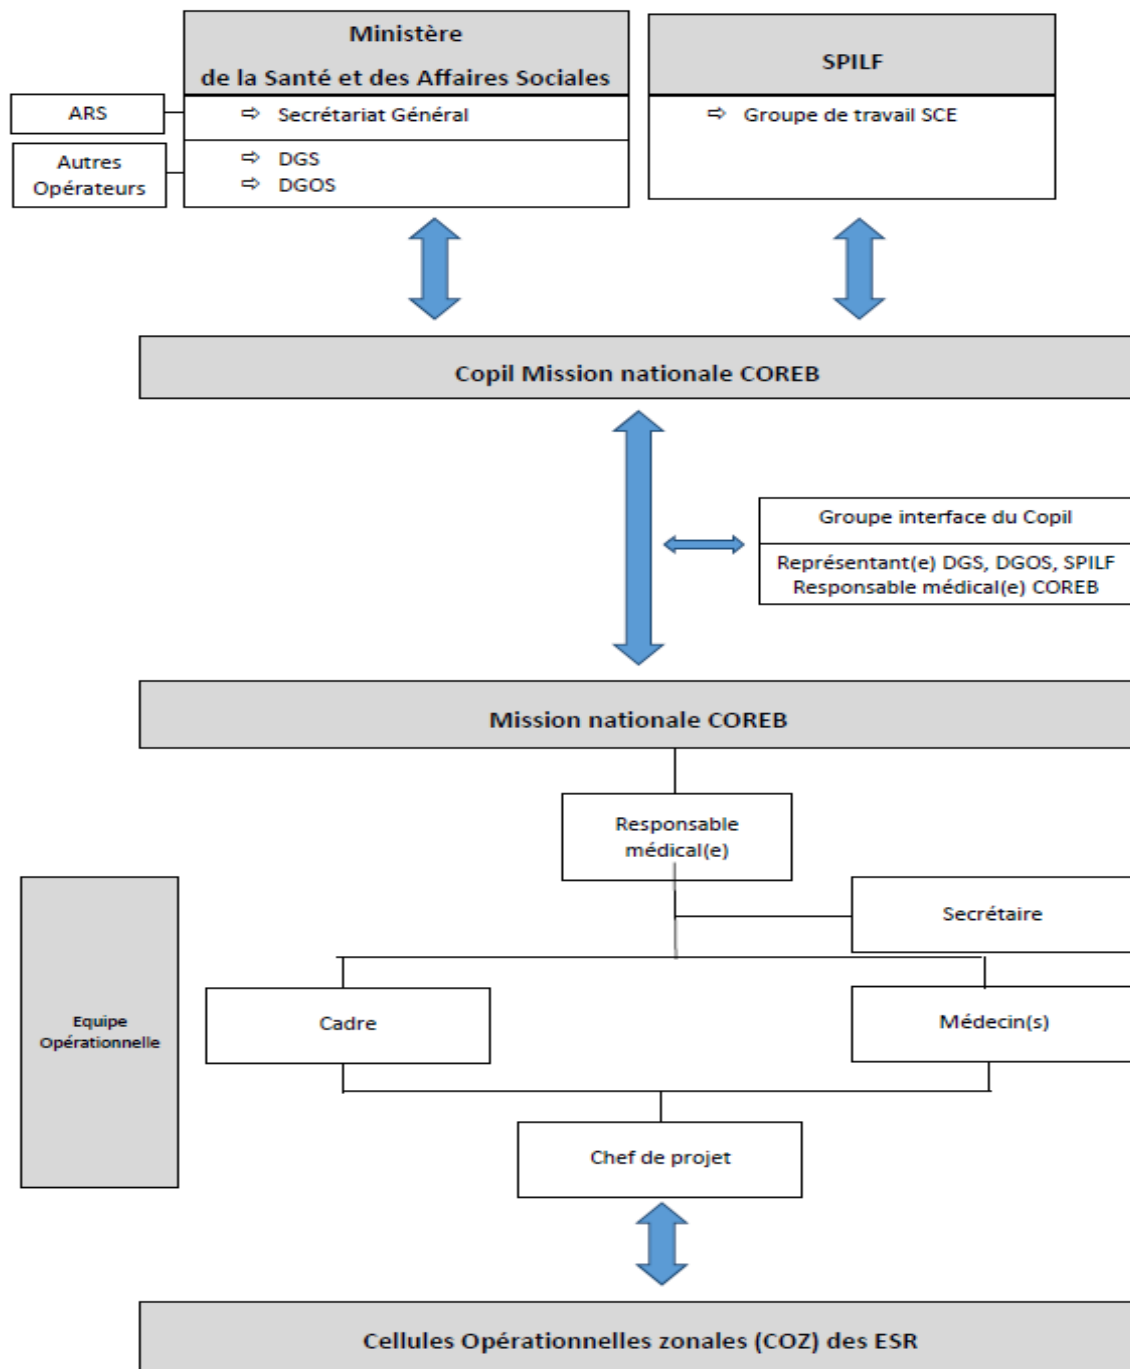 Ministère
de la Santé et des Affaires Sociales
SPILF
ARS
⇨ Secrétariat Général
⇨ Groupe de travail SCE
Autres
Opérateurs
⇨ DGS
⇨ DGOS
Copil Mission nationale COREB
Groupe interface du Copil
Représentant(e) DGS, DGOS, SPILF
Responsable médical(e) COREB
Mission nationale COREB
Responsable
médical(e)
Secrétaire
Equipe
Opérationnelle
Cadre
Médecin(s)
Chef de projet
Cellules Opérationnelles zonales (COZ) des ESR